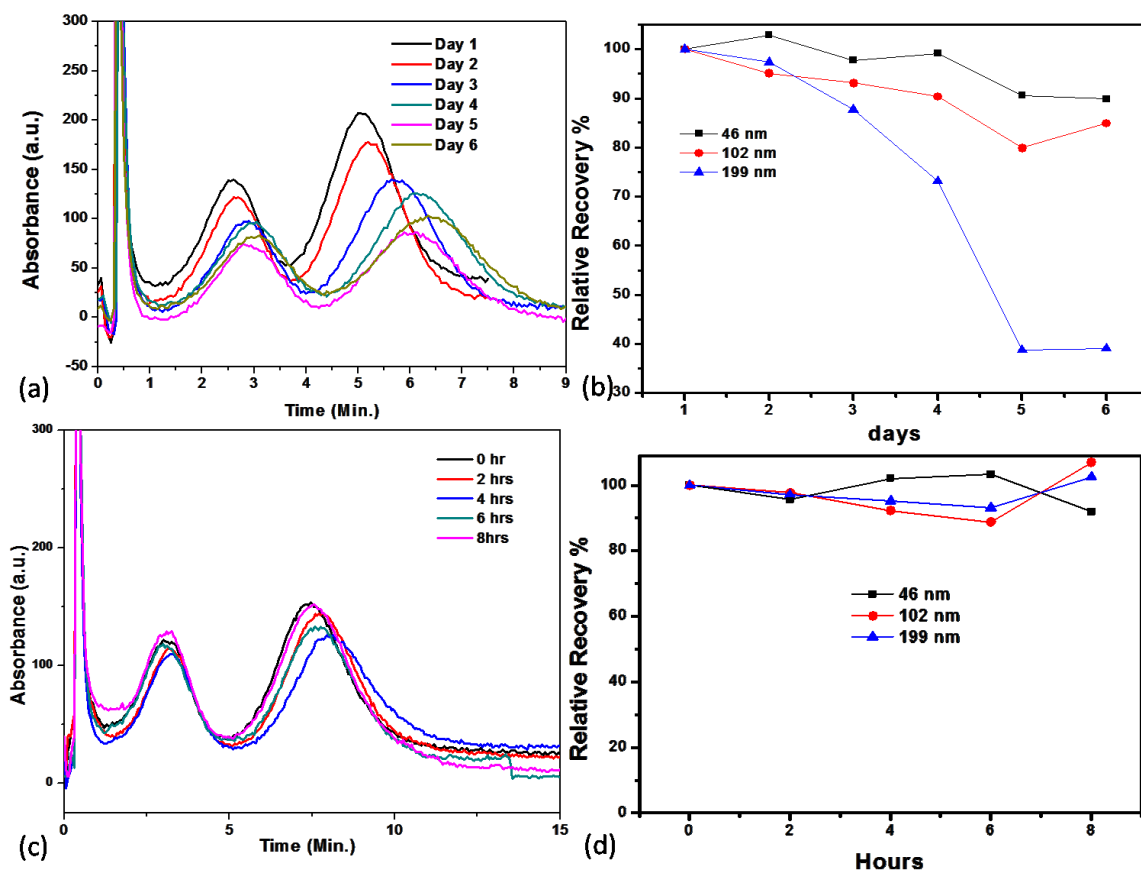 300
250
200
150
100
50
0
-50
Absorbance (a.u.)
Day 1
Day 2
Day 3
Day 4
Day 5
Day 6
0 1 2 3 4 5 6 7 8 9
Time (Min.)
(a)
100
90
80
70
60
50
40
30
Relative Recovery %
46 nm
102 nm
199 nm
1 2 3 4 5 6
days
(b)
300
200
100
0
Absorbance (a.u.)
0 hr
2 hrs
4 hrs
6 hrs
8hrs
0 5 10 15
Time (Min.)
(c)
100
80
60
40
20
0
Relative Recovery %
46 nm
102 nm
199 nm
0 2 4 6 8
Hours
(d)